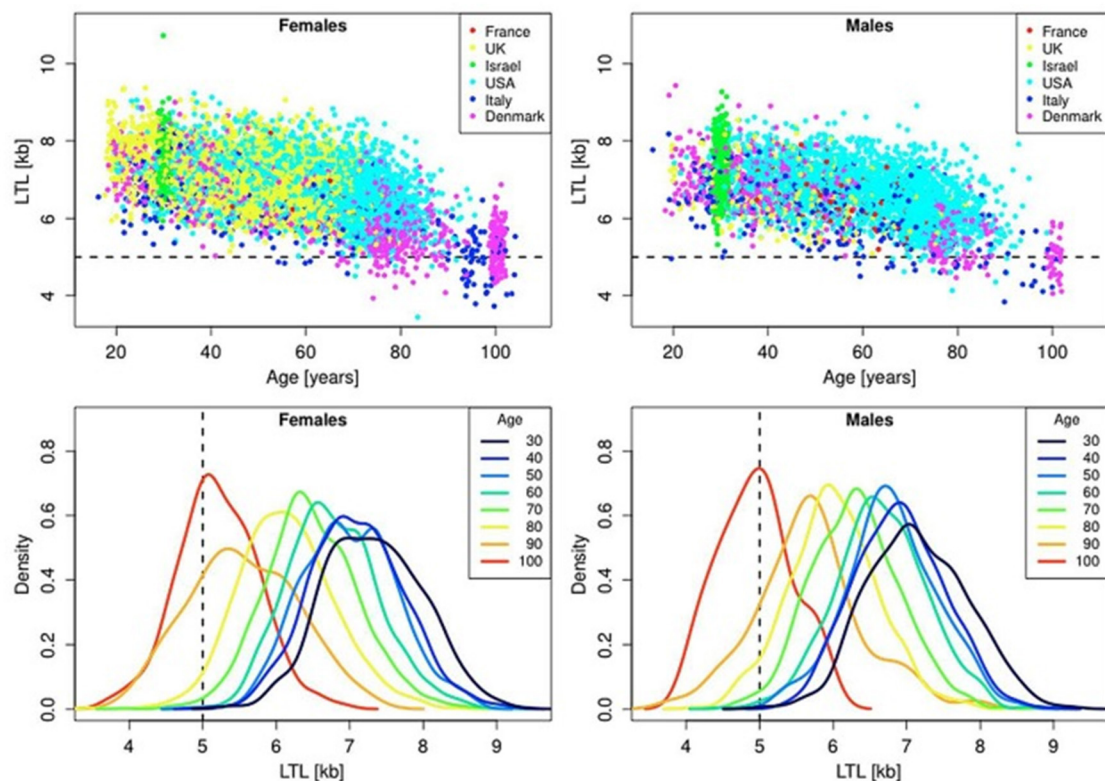 Females
France
UK
Israel
USA
Italy
Denmark
LTL [kb]
10
8
6
4
20 40 60 80 100
Age [years]
Males
France
UK
Israel
USA
Italy
Denmark
LTL [kb]
10
8
6
4
20 40 60 80 100
Age [years]
Females
Age
30
40
50
60
70
80
90
100
Density
0.8
0.6
0.4
0.2
0.0
4 5 6 7 8 9
LTL [kb]
Males
Age
30
40
50
60
70
80
90
100
Density
0.8
0.6
0.4
0.2
0.0
4 5 6 7 8 9
LTL [kb]